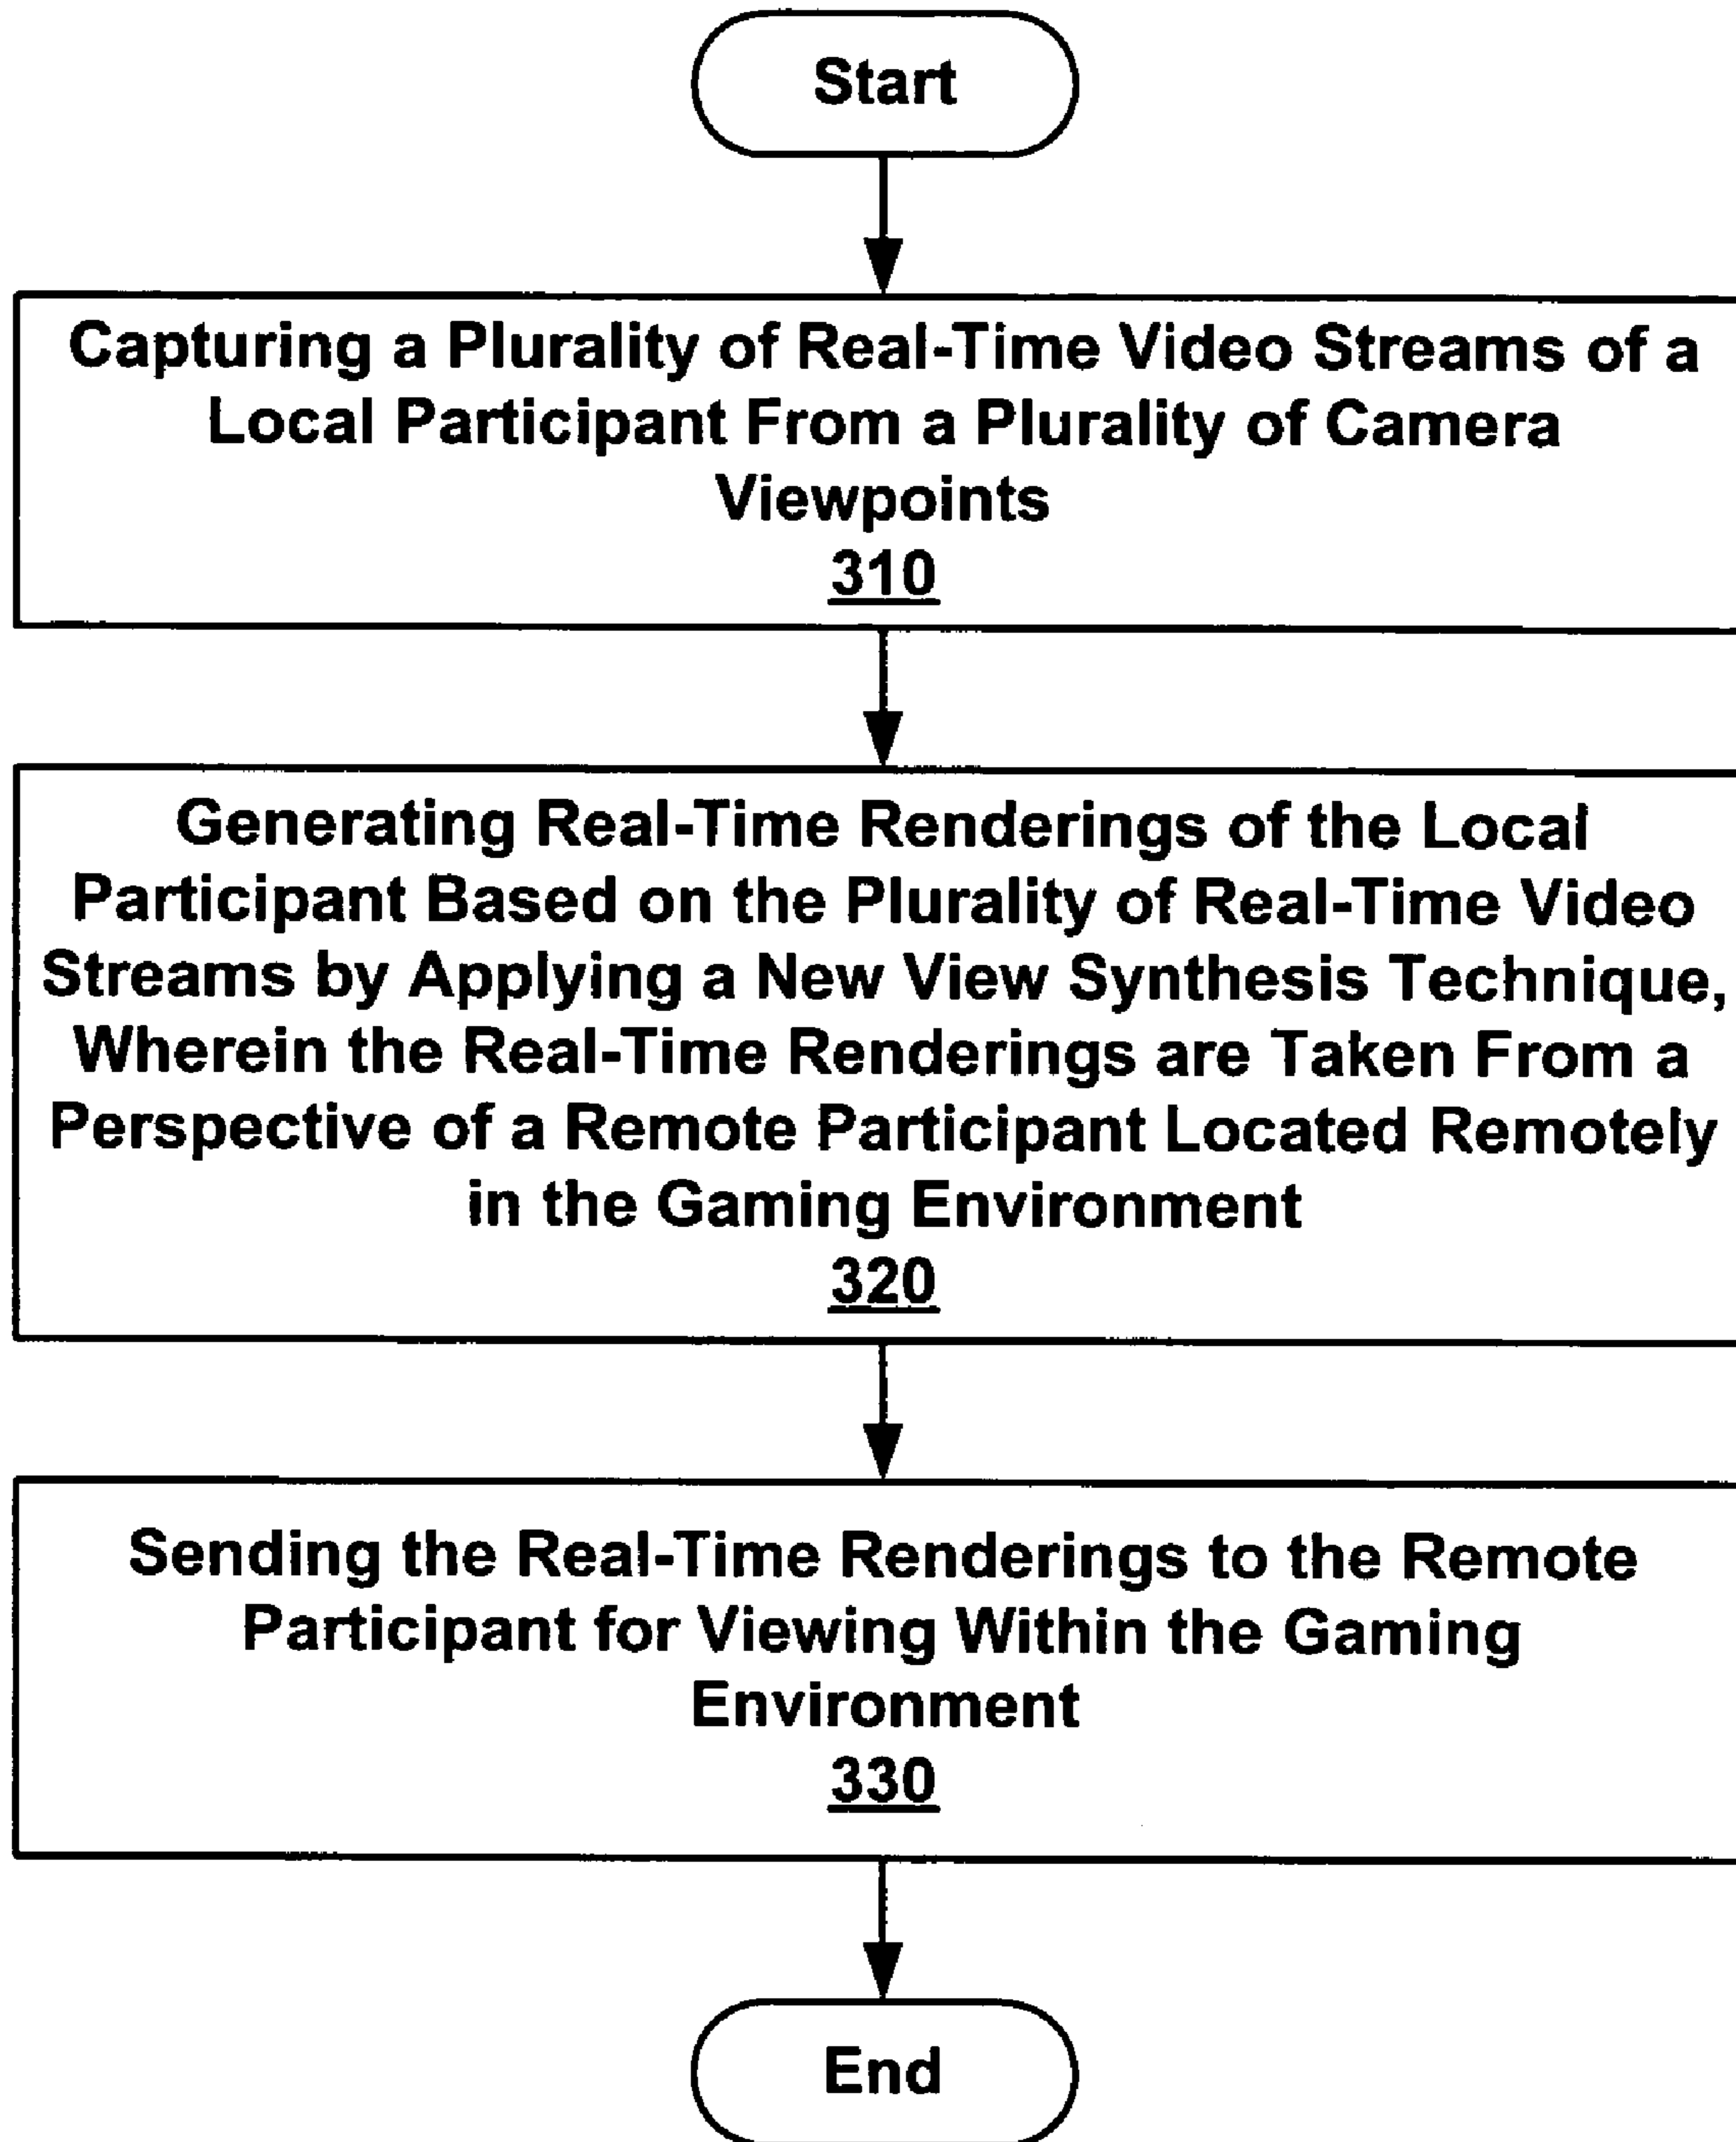 Start
Capturing a Plurality of Real-Time Video Streams of a
Local Participant From a Plurality of Camera
Viewpoints
310
Generating Real-Time Renderings of the Local
Participant Based on the Plurality of Real-Time Video
Streams by Applying a New View Synthesis Technique,
Wherein the Real-Time Renderings are Taken From a
Perspective of a Remote Participant Located Remotely
in the Gaming Environment
320
Sending the Real-Time Renderings to the Remote
Participant for Viewing Within the Gaming
Environment
330
End